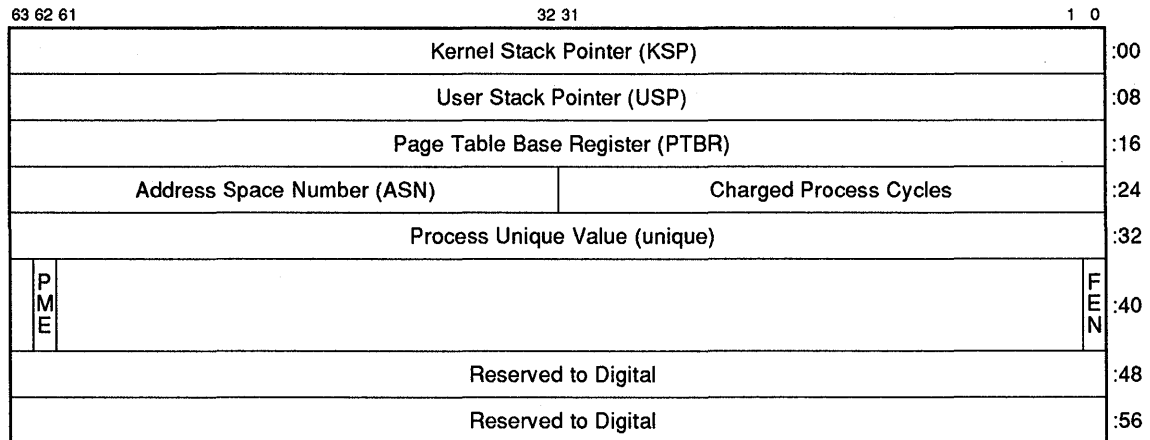 63 62 61 32 31 1 0
Kernel Stack Pointer (KSP) :00
User Stack Pointer (USP) :08
Page Table Base Register (PTBR) :16
Address Space Number (ASN) Charged Process Cycles :24
Process Unique Value (unique) :32
PME FEN :40
Reserved to Digital :48
Reserved to Digital :56